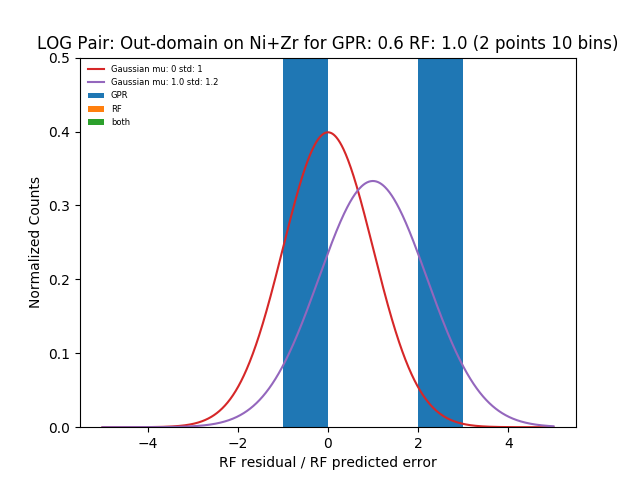 LOG Pair: Out-domain on Ni+Zr for GPR: 0.6 RF: 1.0 (2 points 10 bins)
0.5
Gaussian mu: 0 std: 1
Gaussian mu: 1.0 std: 1.2
GPR
RF
both
0.4
0.3
0.2
0.1
0.0
Normalized Counts
−4
−2
0
2
4
RF residual / RF predicted error